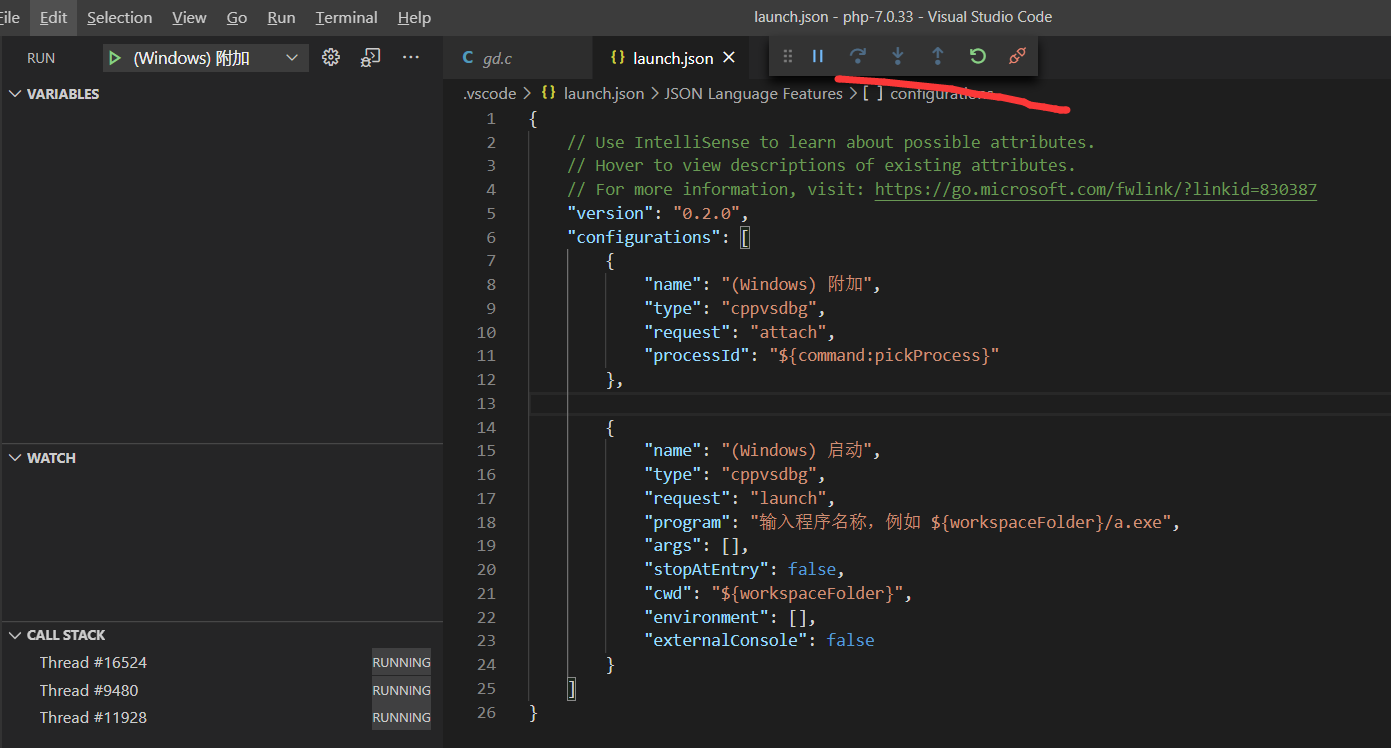 File Edit Selection View Go Run Terminal Help launch.json - php-7.0.33 - Visual Studio Code
RUN (Windows) 附加
VARIABLES
WATCH
CALL STACK
Thread #16524 RUNNING
Thread #9480 RUNNING
Thread #11928 RUNNING
C gd.c {} launch.json
.vscode > {} launch.json > JSON Language Features > [ ] configurations
1 {
2 // Use IntelliSense to learn about possible attributes.
3 // Hover to view descriptions of existing attributes.
4 // For more information, visit: https://go.microsoft.com/fwlink/?linkid=830387
5 "version": "0.2.0",
6 "configurations": [
7 {
8 "name": "(Windows) 附加",
9 "type": "cppvsdbg",
10 "request": "attach",
11 "processId": "${command:pickProcess}"
12 },
13
14 {
15 "name": "(Windows) 启动",
16 "type": "cppvsdbg",
17 "request": "launch",
18 "program": "输入程序名称，例如 ${workspaceFolder}/a.exe",
19 "args": [],
20 "stopAtEntry": false,
21 "cwd": "${workspaceFolder}",
22 "environment": [],
23 "externalConsole": false
24 }
25 ]
26 }